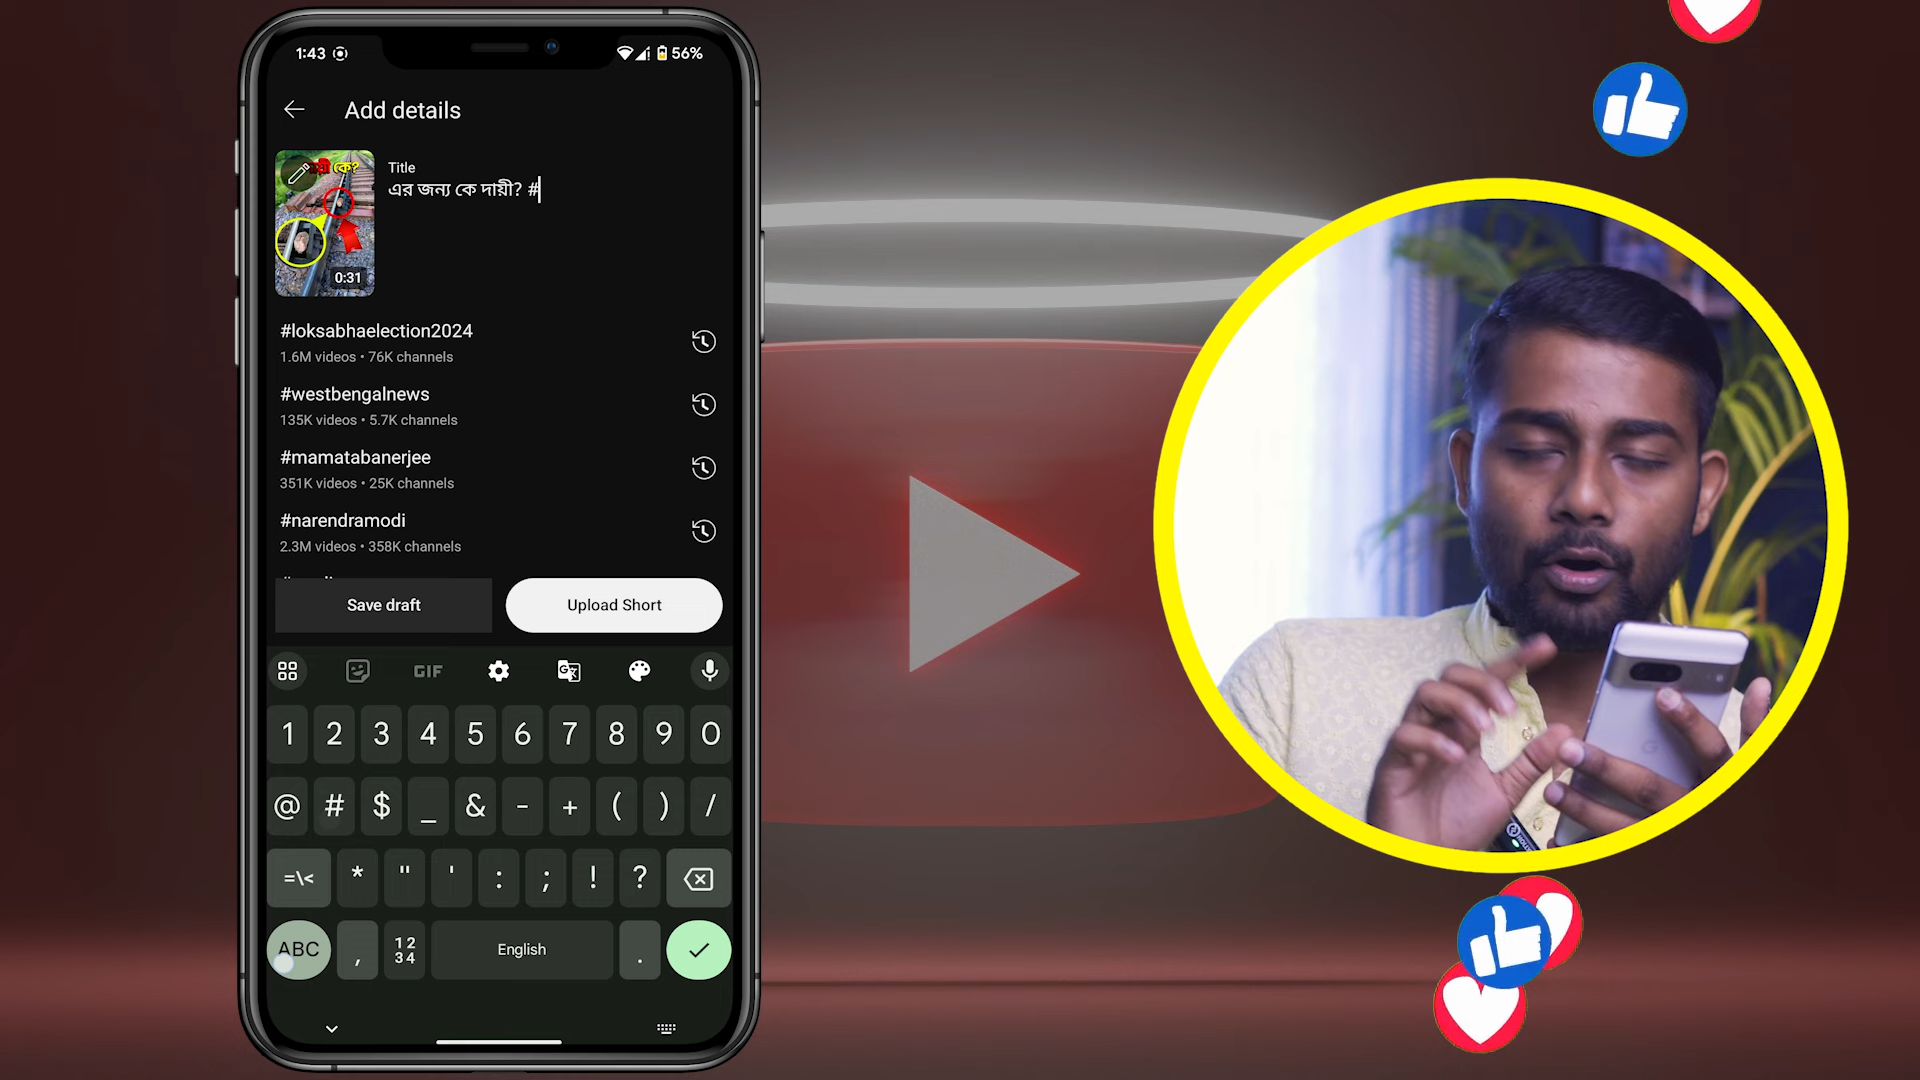 1:43
56%
Add details
কে?
0:31
Title
এর জন্য কে দায়ী? #
#loksabhaelection2024
1.6M videos • 76K channels
#westbengalnews
135K videos • 5.7K channels
#mamatabanerjee
351K videos • 25K channels
#narendramodi
2.3M videos • 358K channels
Save draft
Upload Short
GIF
1 2 3 4 5 6 7 8 9 0
@ # $ _ & - + ( ) /
=\< * " ' : ; ! ?
ABC , 12 34 English .